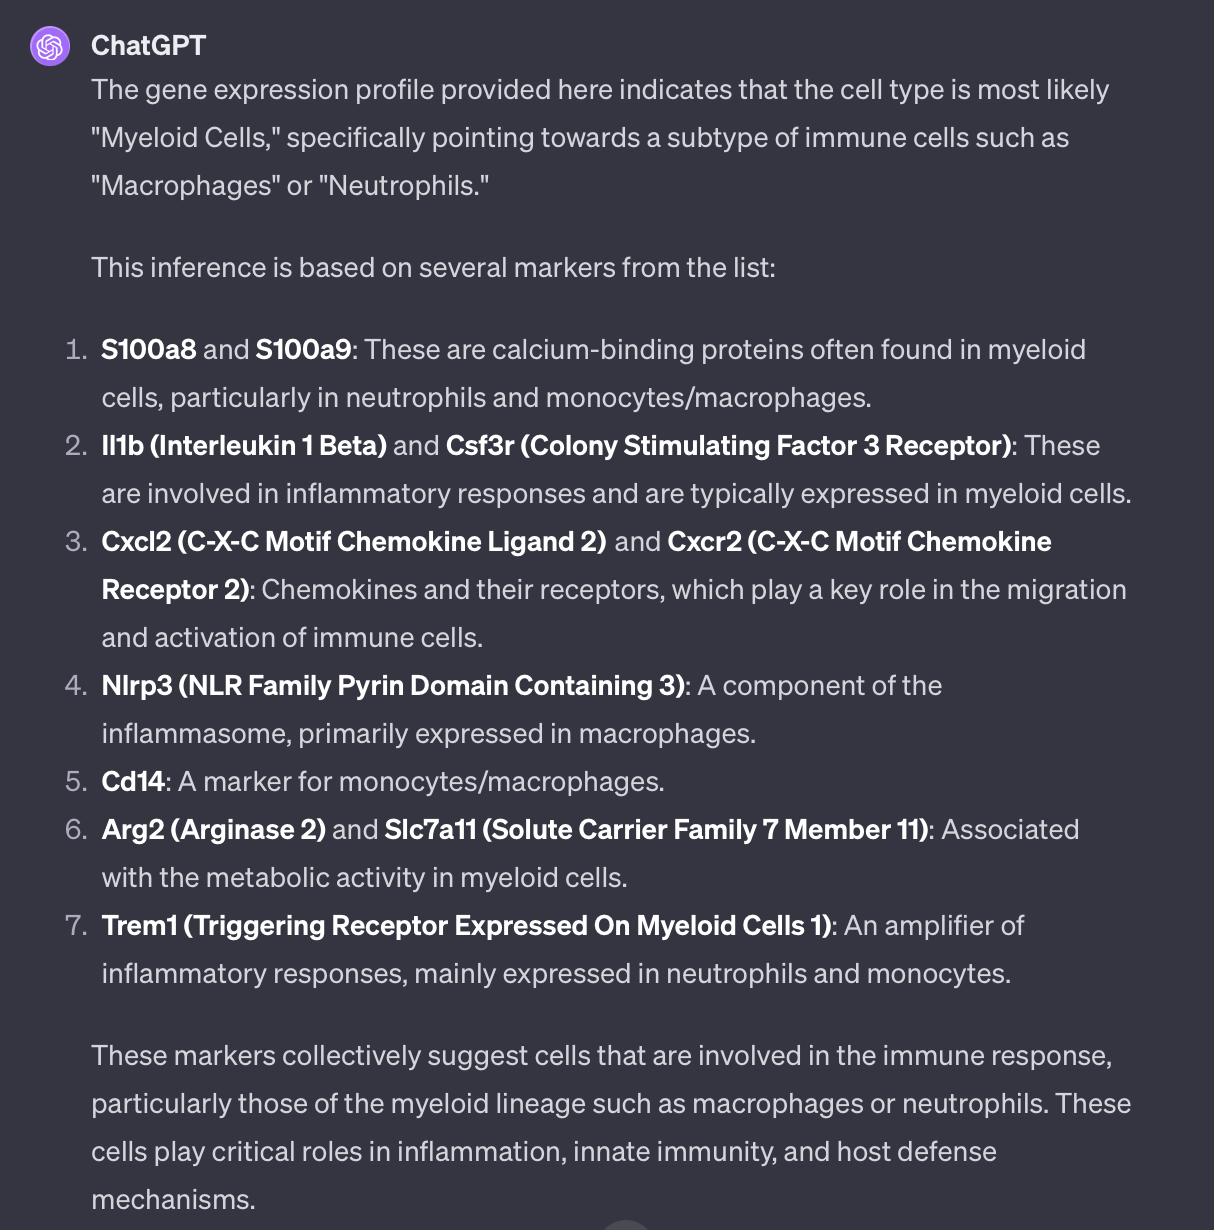 ChatGPT
The gene expression profile provided here indicates that the cell type is most likely
"Myeloid Cells," specifically pointing towards a subtype of immune cells such as
"Macrophages" or "Neutrophils."
This inference is based on several markers from the list:
1. S100a8 and S100a9: These are calcium-binding proteins often found in myeloid
cells, particularly in neutrophils and monocytes/macrophages.
2. Il1b (Interleukin 1 Beta) and Csf3r (Colony Stimulating Factor 3 Receptor): These
are involved in inflammatory responses and are typically expressed in myeloid cells.
3. Cxcl2 (C-X-C Motif Chemokine Ligand 2) and Cxcr2 (C-X-C Motif Chemokine
Receptor 2): Chemokines and their receptors, which play a key role in the migration
and activation of immune cells.
4. Nlrp3 (NLR Family Pyrin Domain Containing 3): A component of the
inflammasome, primarily expressed in macrophages.
5. Cd14: A marker for monocytes/macrophages.
6. Arg2 (Arginase 2) and Slc7a11 (Solute Carrier Family 7 Member 11): Associated
with the metabolic activity in myeloid cells.
7. Trem1 (Triggering Receptor Expressed On Myeloid Cells 1): An amplifier of
inflammatory responses, mainly expressed in neutrophils and monocytes.
These markers collectively suggest cells that are involved in the immune response,
particularly those of the myeloid lineage such as macrophages or neutrophils. These
cells play critical roles in inflammation, innate immunity, and host defense
mechanisms.